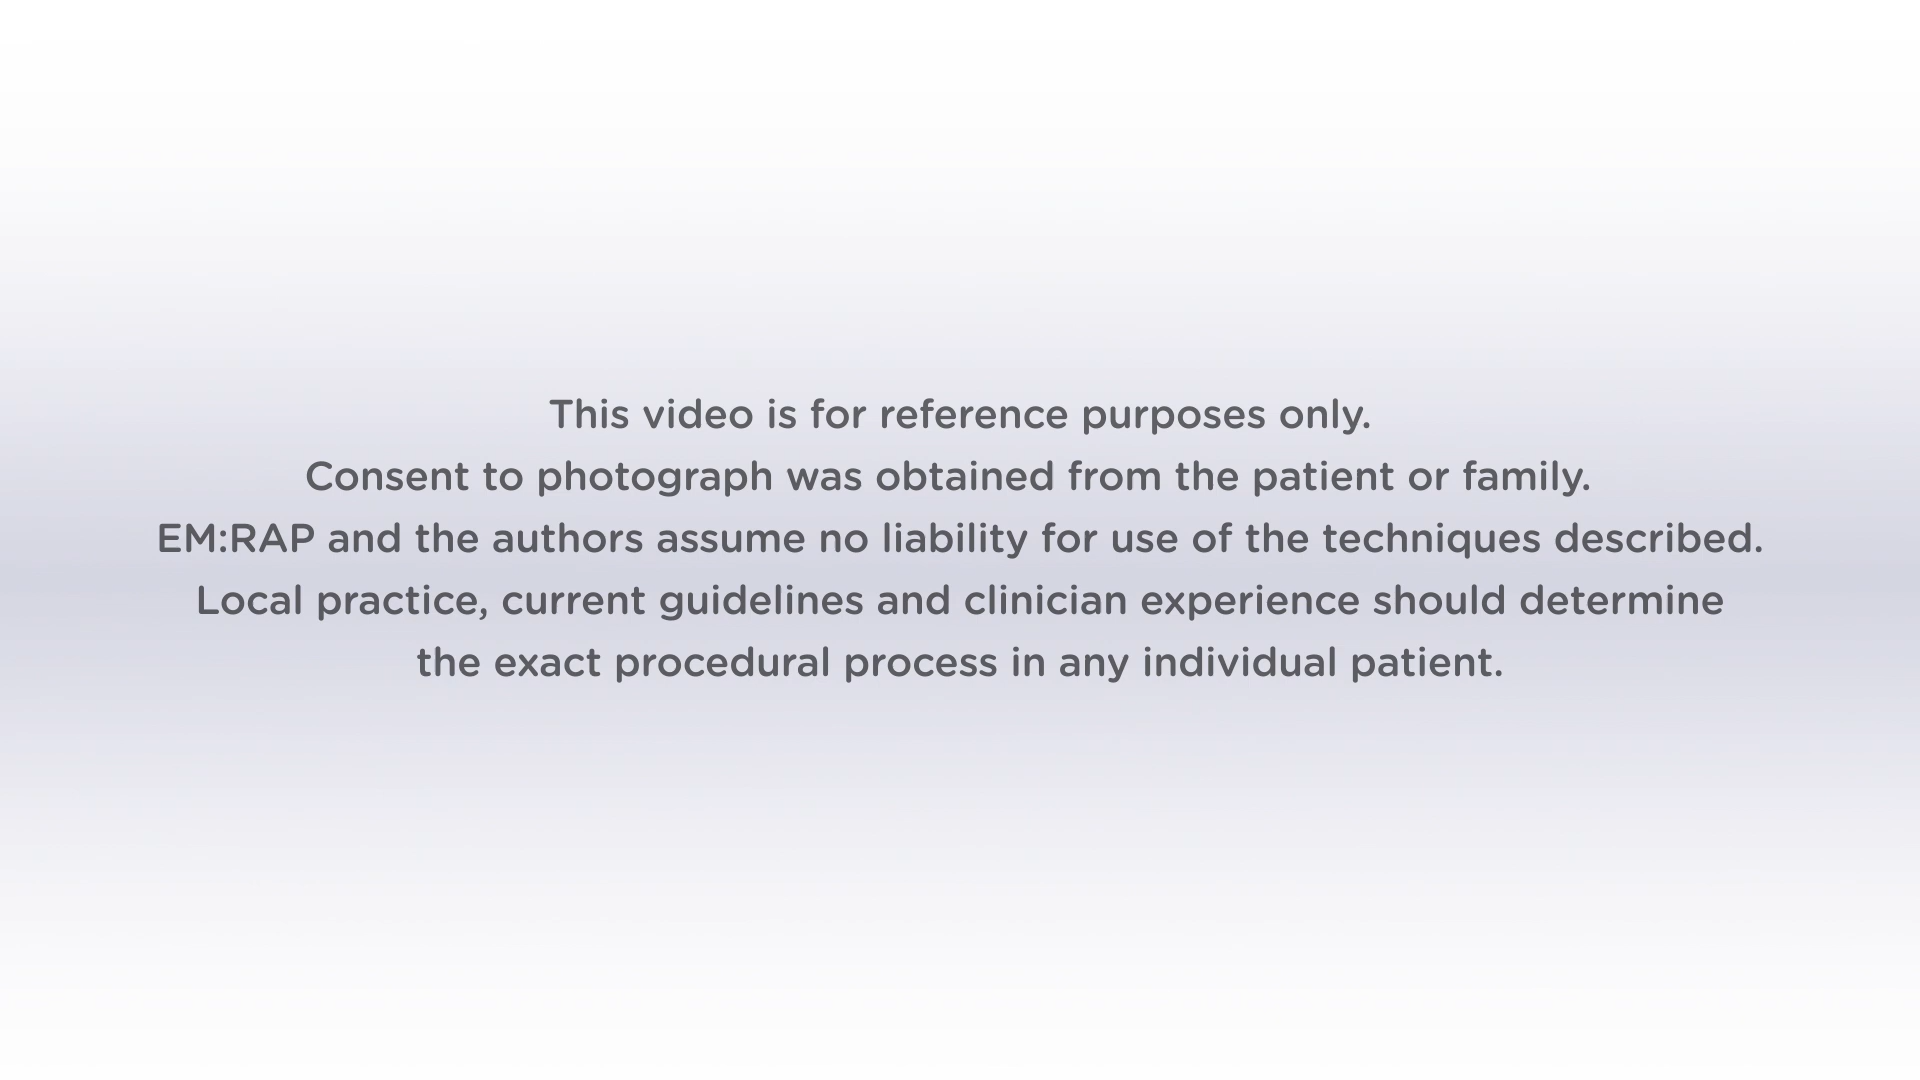 This video is for reference purposes only.
Consent to photograph was obtained from the patient or family.
EM:RAP and the authors assume no liability for use of the techniques described.
Local practice, current guidelines and clinician experience should determine
the exact procedural process in any individual patient.